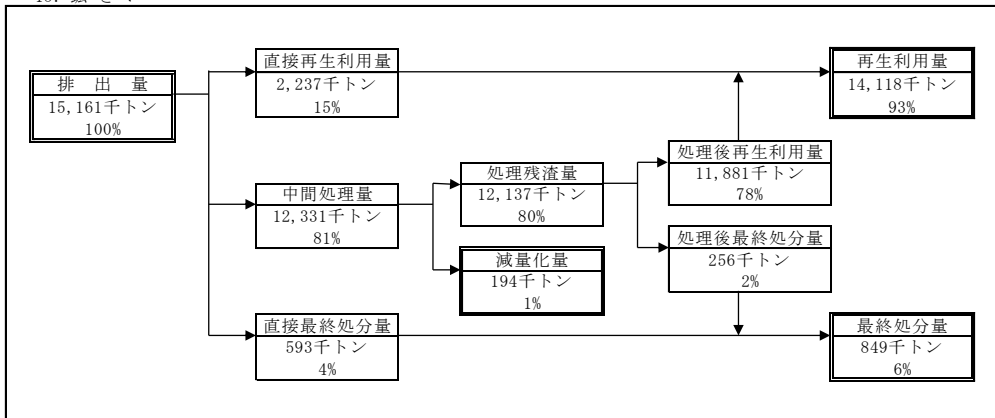 直接再生利用量
2,237千トン
15%
再生利用量
14,118千トン
93%
排 出 量
15,161千トン
100%
処理後再生利用量
11,881千トン
78%
処理残渣量
12,137千トン
80%
中間処理量
12,331千トン
81%
処理後最終処分量
256千トン
2%
減量化量
194千トン
1%
直接最終処分量
593千トン
4%
最終処分量
849千トン
6%